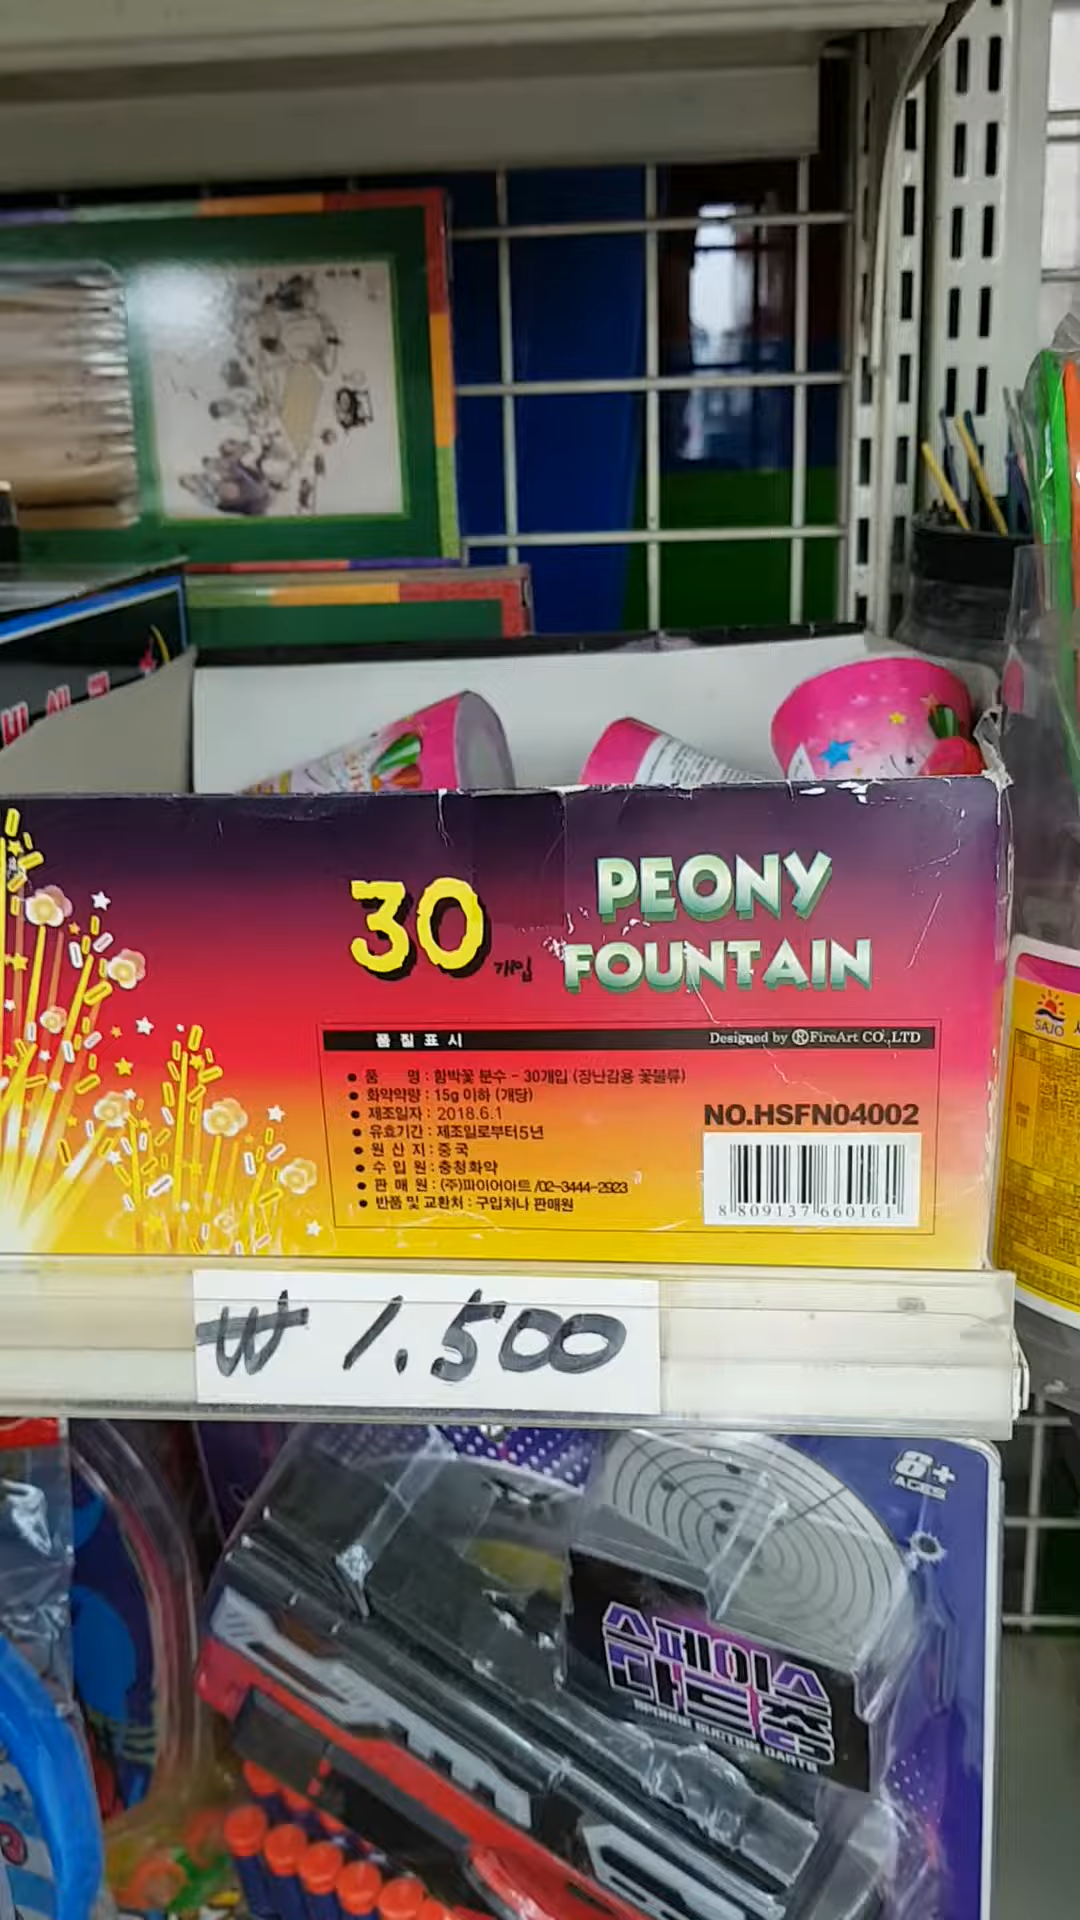 30 개입
PEONY
FOUNTAIN
품 질 표 시
Designed by ®FireArt CO.,LTD
● 품 명 : 함박꽃 분수 - 30개입 (장난감용 꽃불류)
● 화약약량 : 15g 이하 (개당)
● 제조일자 : 2018.6.1
● 유효기간 : 제조일로부터5년
● 원 산 지 : 중 국
● 수 입 원 : 충청화약
● 판 매 원 : (주)파이어아트 /02-3444-2923
● 반품 및 교환처 : 구입처나 판매원
NO.HSFN04002
8 809137 660161
SAJO
₩ 1.500
8+
AGES
스페이스
다트총
SPONGE SUCTION DARTS